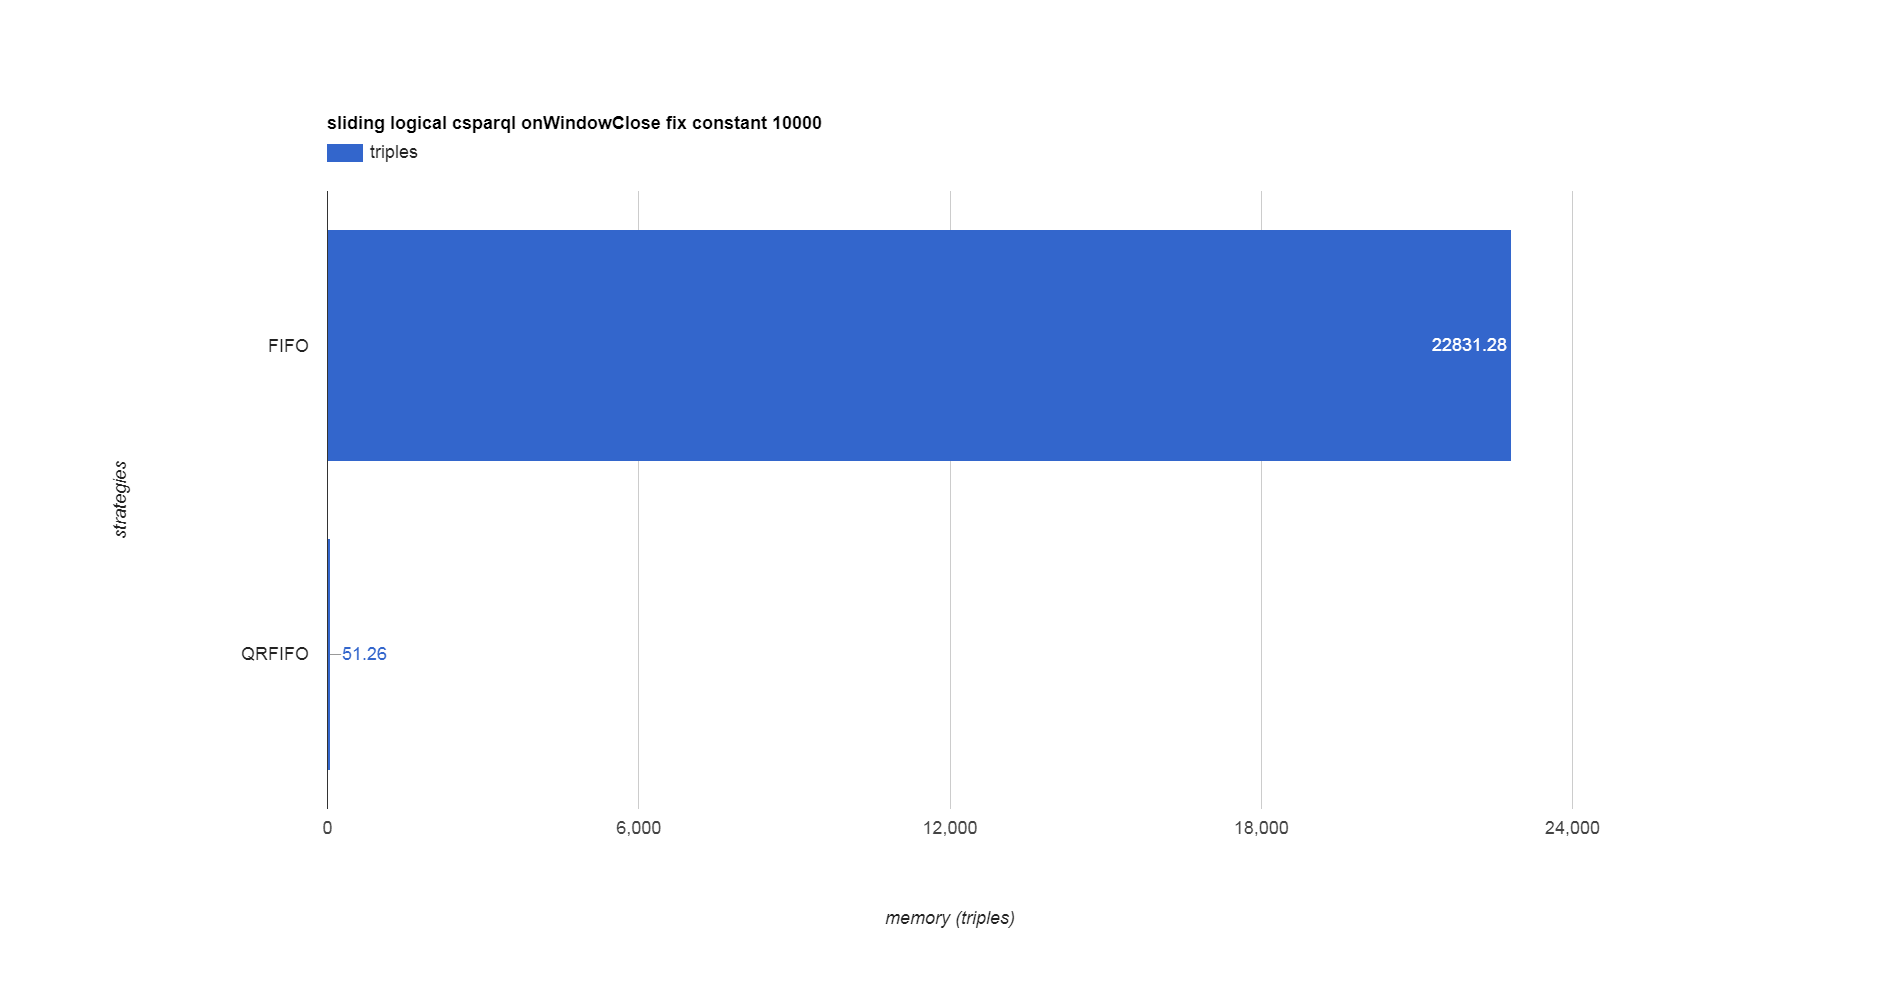 sliding logical csparql onWindowClose fix constant 10000
triples
FIFO
22831.28
strategies
QRFIFO
51.26
0
6,000
12,000
18,000
24,000
memory (triples)